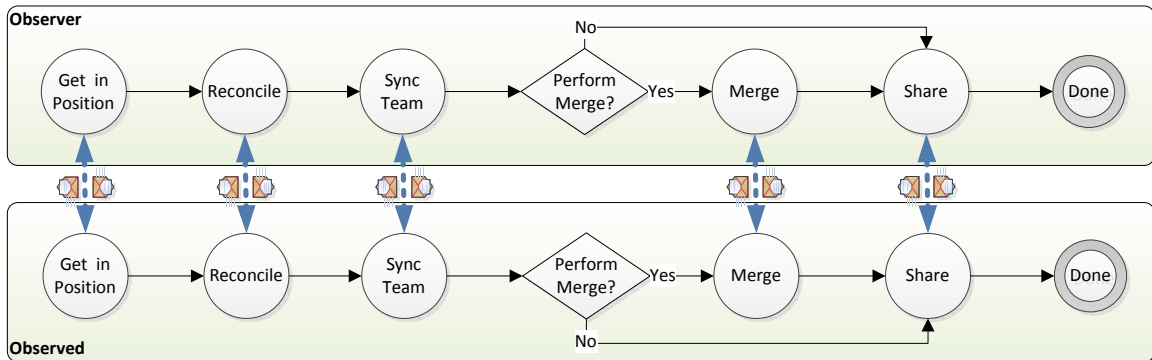 Observer
No
Get in
Position
Reconcile
Sync
Team
Perform
Merge?
Yes
Merge
Share
Done
Get in
Position
Reconcile
Sync
Team
Perform
Merge?
Yes
Merge
Share
Done
No
Observed